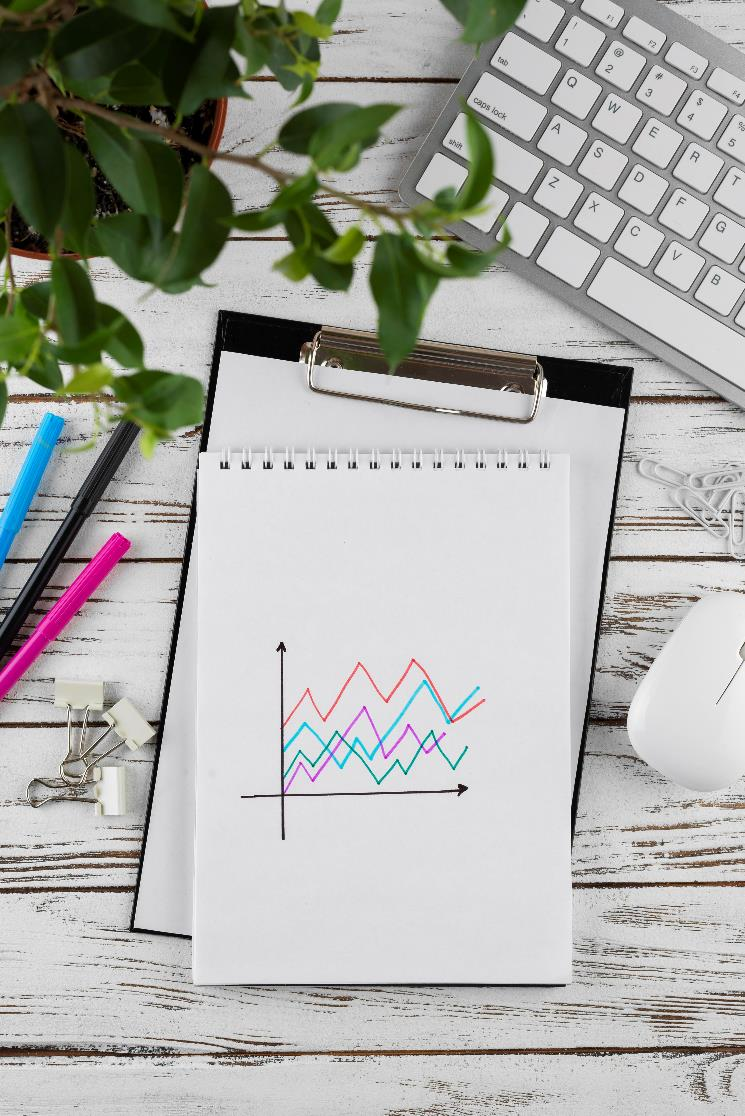 F1 F2 F3 F4
! 1 @ 2 # 3 $ 4 % 5
tab Q W E R T
caps lock A S D F G
shift Z X C V B